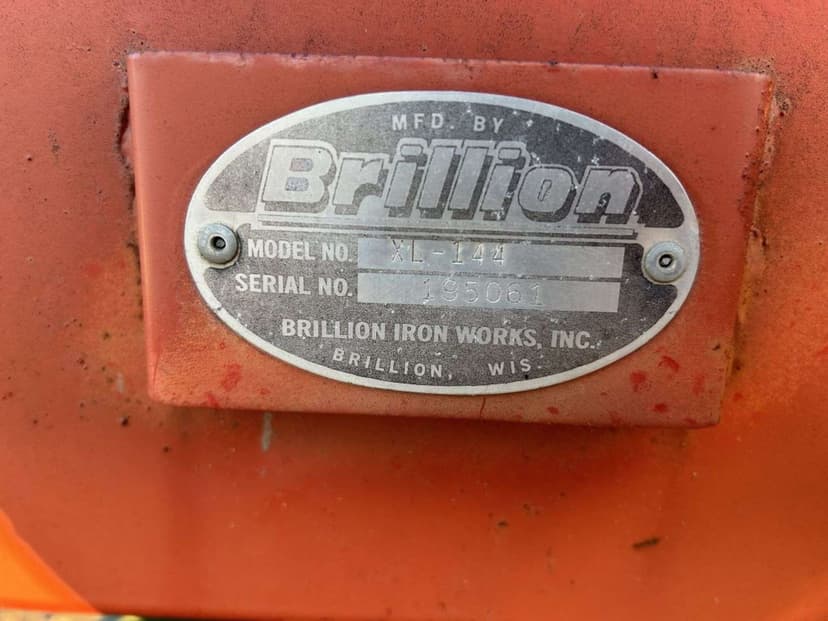 MFD. BY
Brillion
MODEL NO. XL-144
SERIAL NO. 195061
BRILLION IRON WORKS, INC.
BRILLION, WIS.